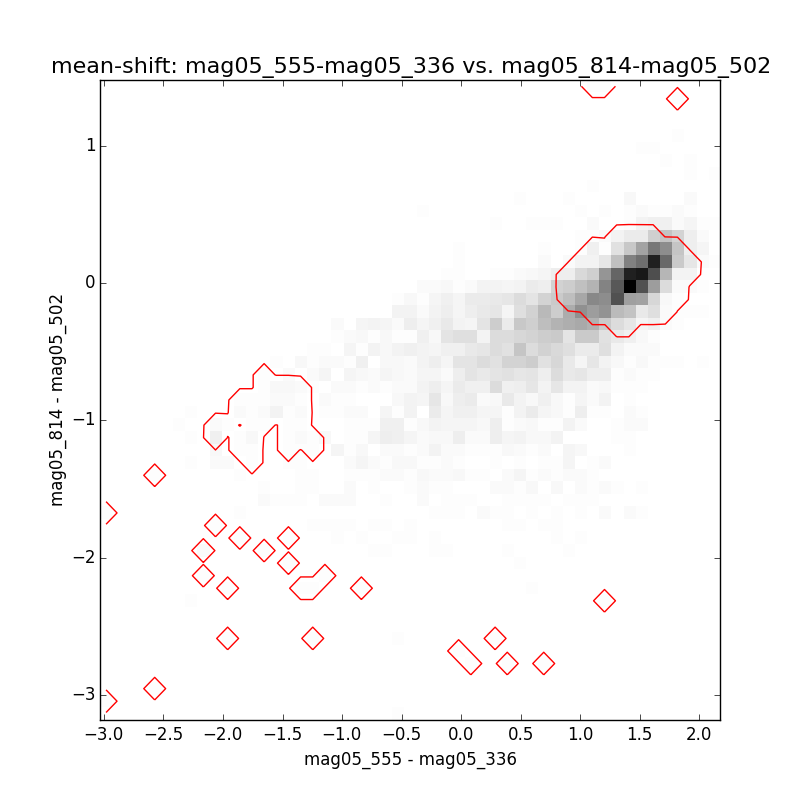 mean-shift: mag05_555-mag05_336 vs. mag05_814-mag05_502
1
0
−1
−2
−3
mag05_814 - mag05_502
−3.0 −2.5 −2.0 −1.5 −1.0 −0.5 0.0 0.5 1.0 1.5 2.0
mag05_555 - mag05_336